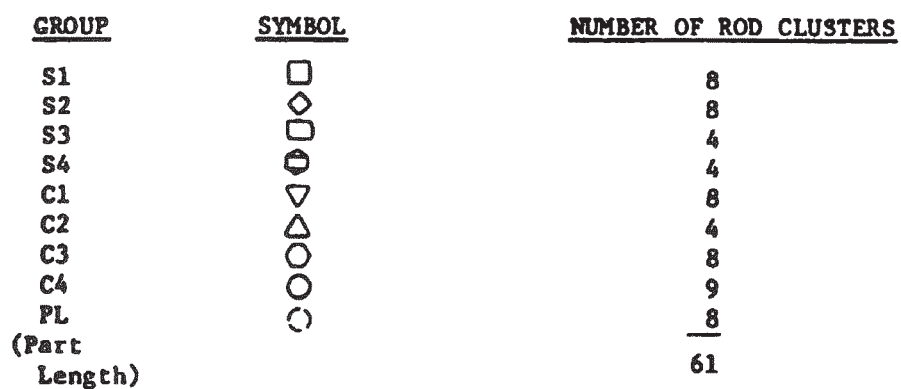 GROUP SYMBOL NUMBER OF ROD CLUSTERS
S1 8
S2 8
S3 4
S4 4
C1 8
C2 4
C3 8
C4 9
PL 8
(Part
Length) 61